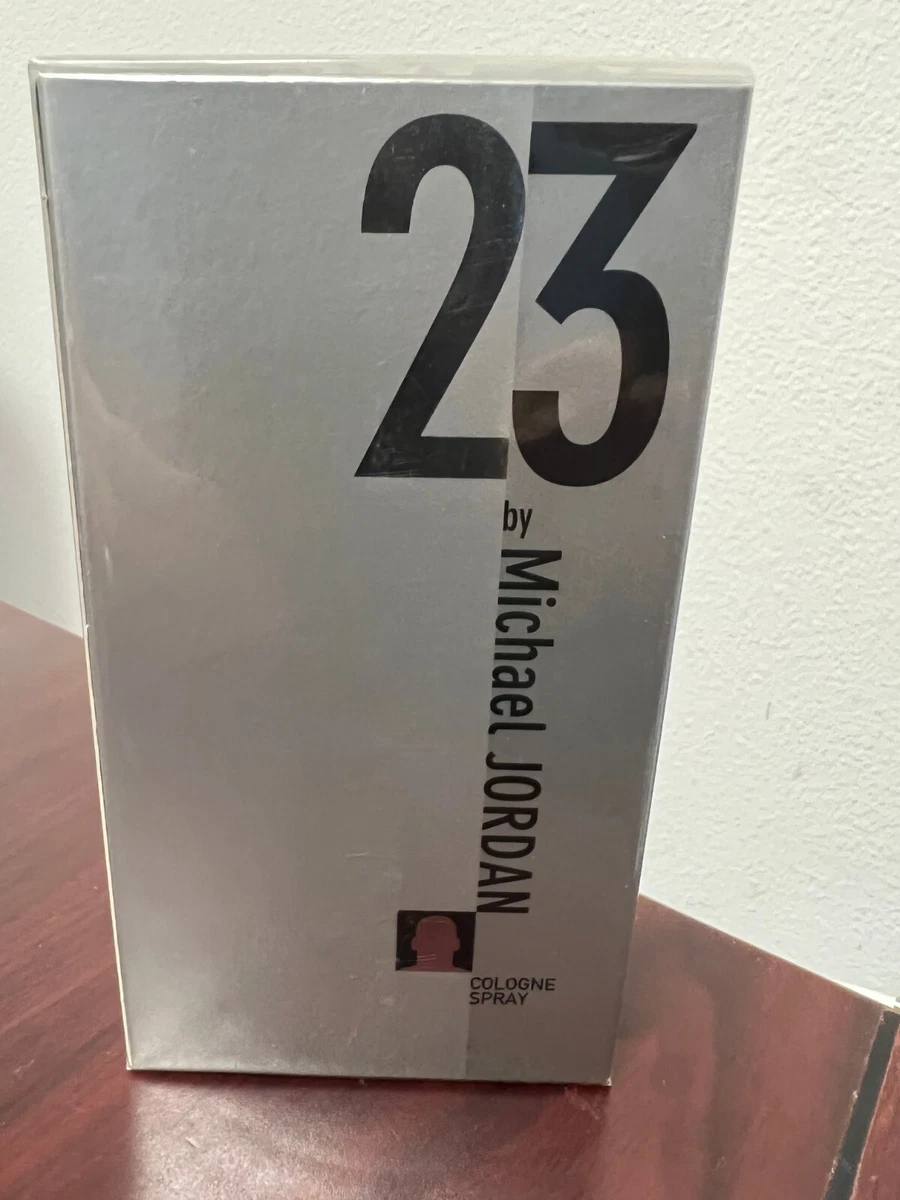 23
by Michael JORDAN
COLOGNE
SPRAY